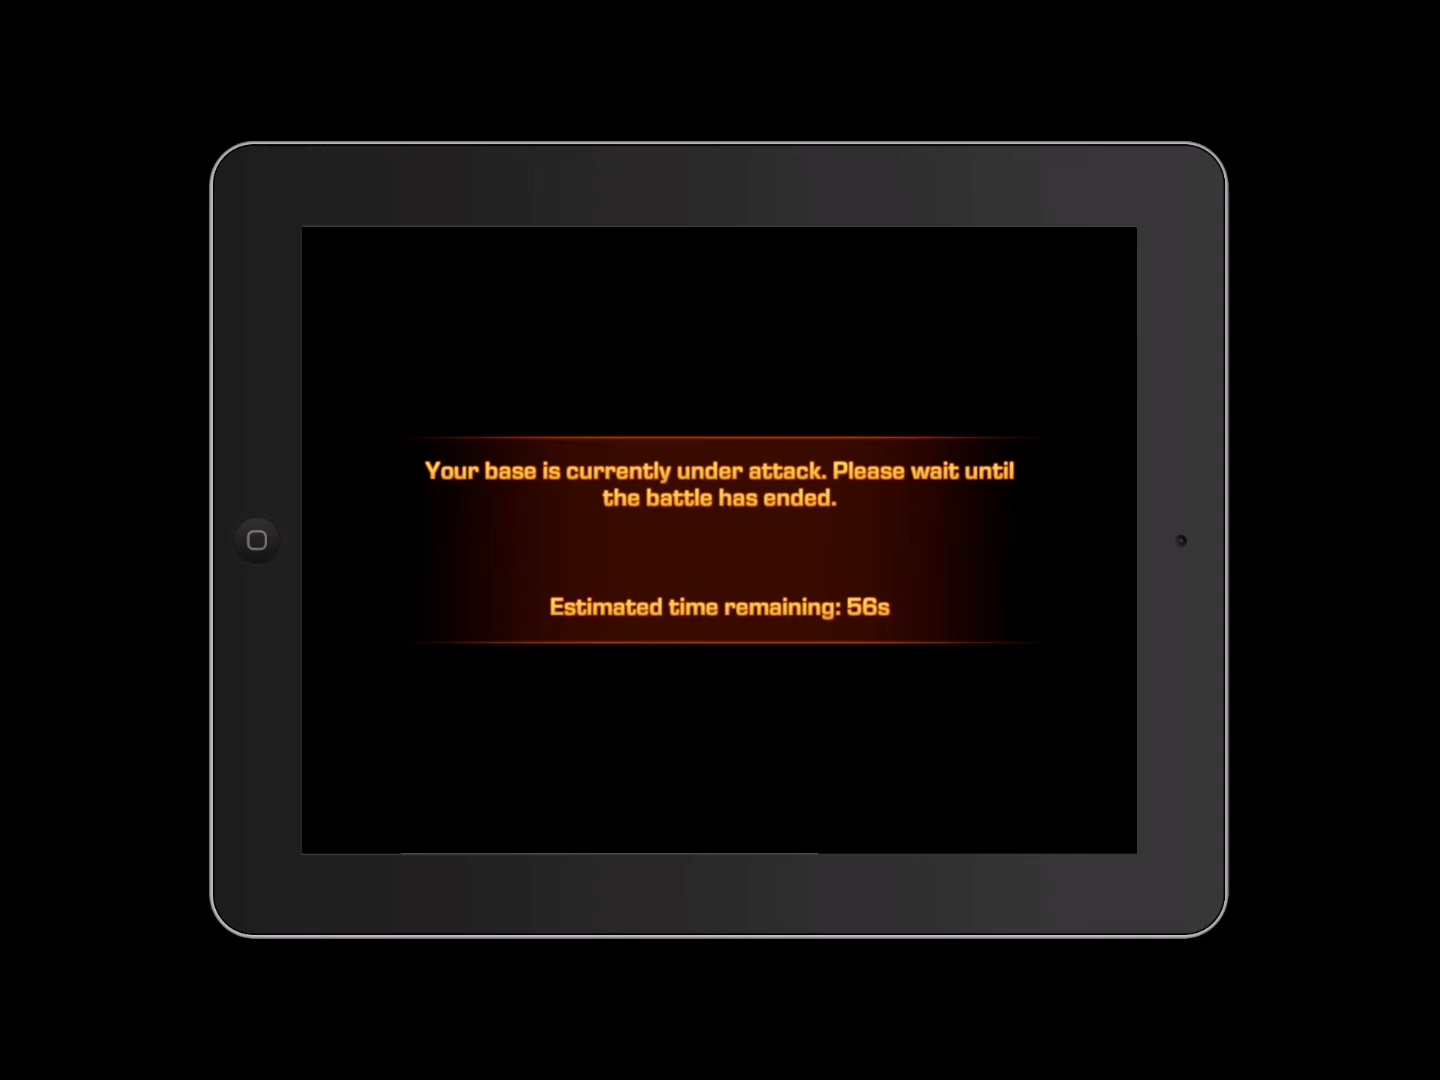 Your base is currently under attack. Please wait until
the battle has ended.
Estimated time remaining: 56s